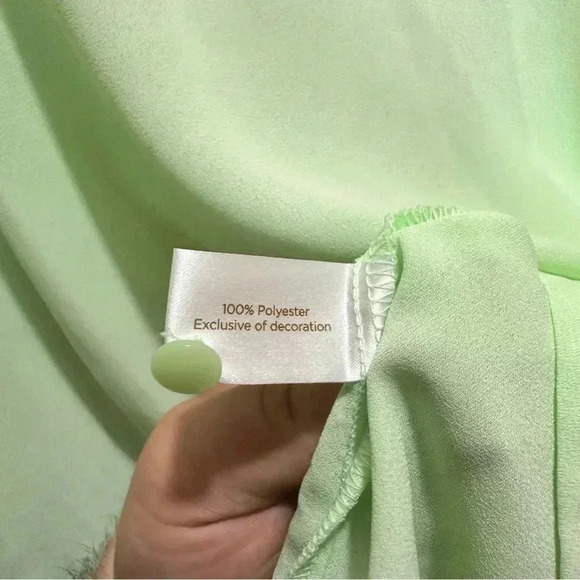 100% Polyester
Exclusive of decoration